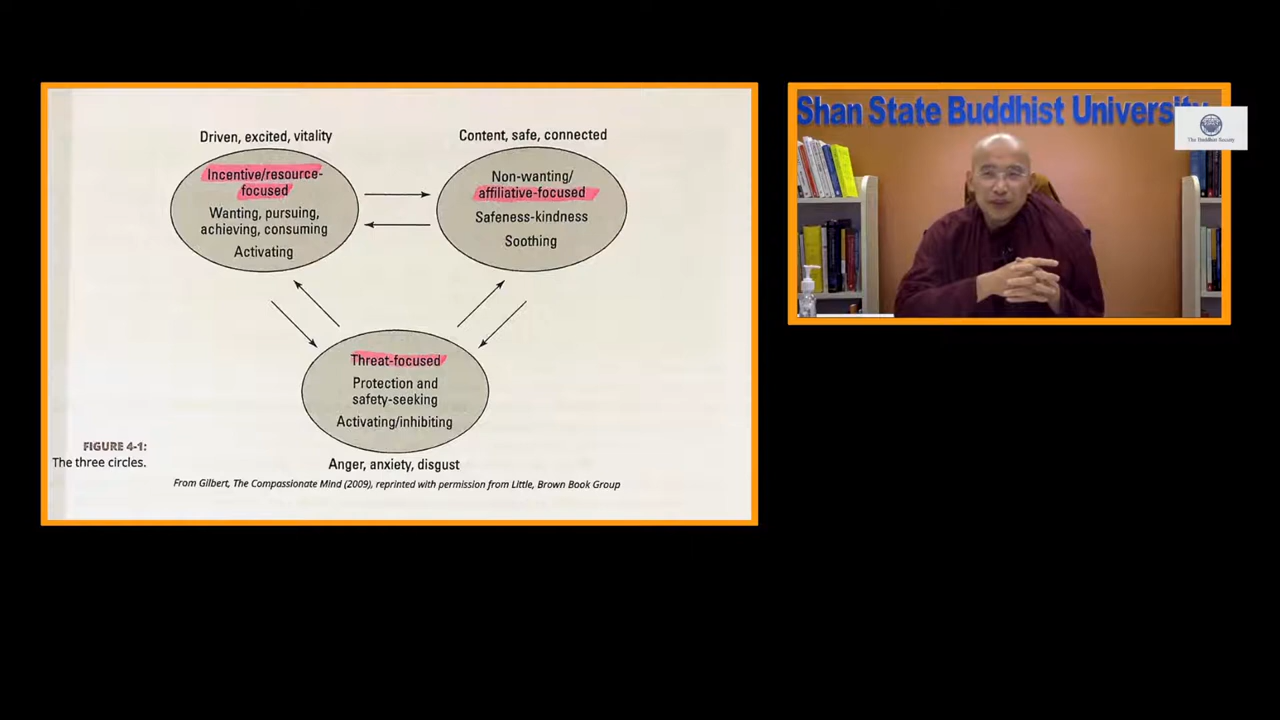 Driven, excited, vitality
Incentive/resource-
focused
Wanting, pursuing,
achieving, consuming
Activating
Content, safe, connected
Non-wanting/
affiliative-focused
Safeness-kindness
Soothing
Threat-focused
Protection and
safety-seeking
Activating/inhibiting
Anger, anxiety, disgust
FIGURE 4-1:
The three circles.
From Gilbert, The Compassionate Mind (2009), reprinted with permission from Little, Brown Book Group
Shan State Buddhist University
The Buddhist Society